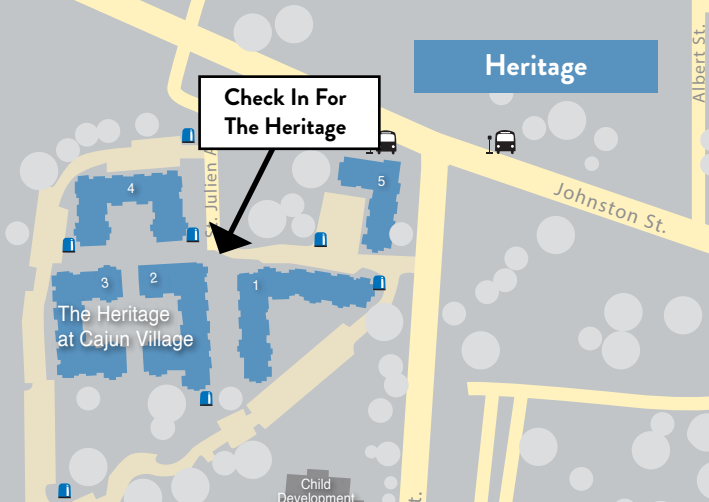 Heritage
Albert St.
Check In For
The Heritage
Julien
Johnston St.
4
5
3
2
1
The Heritage
at Cajun Village
Child
Development